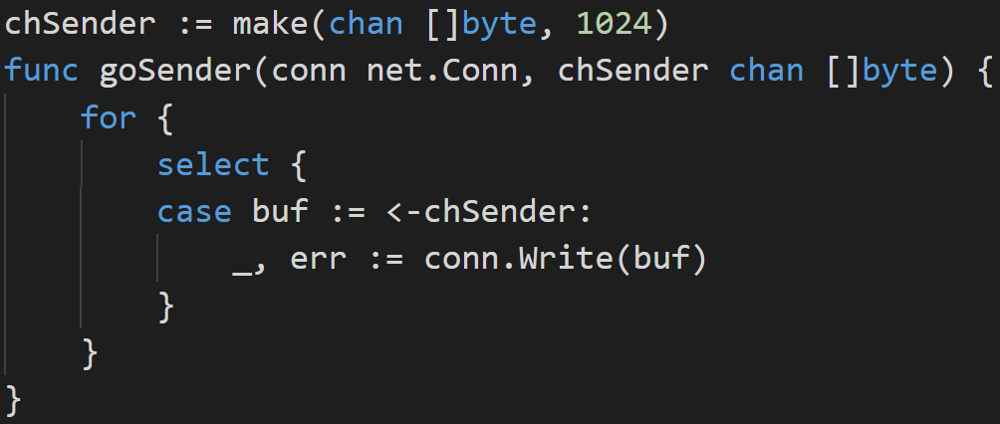 chSender := make(chan []byte, 1024)
func goSender(conn net.Conn, chSender chan []byte) {
    for {
        select {
        case buf := <-chSender:
            _, err := conn.Write(buf)
        }
    }
}